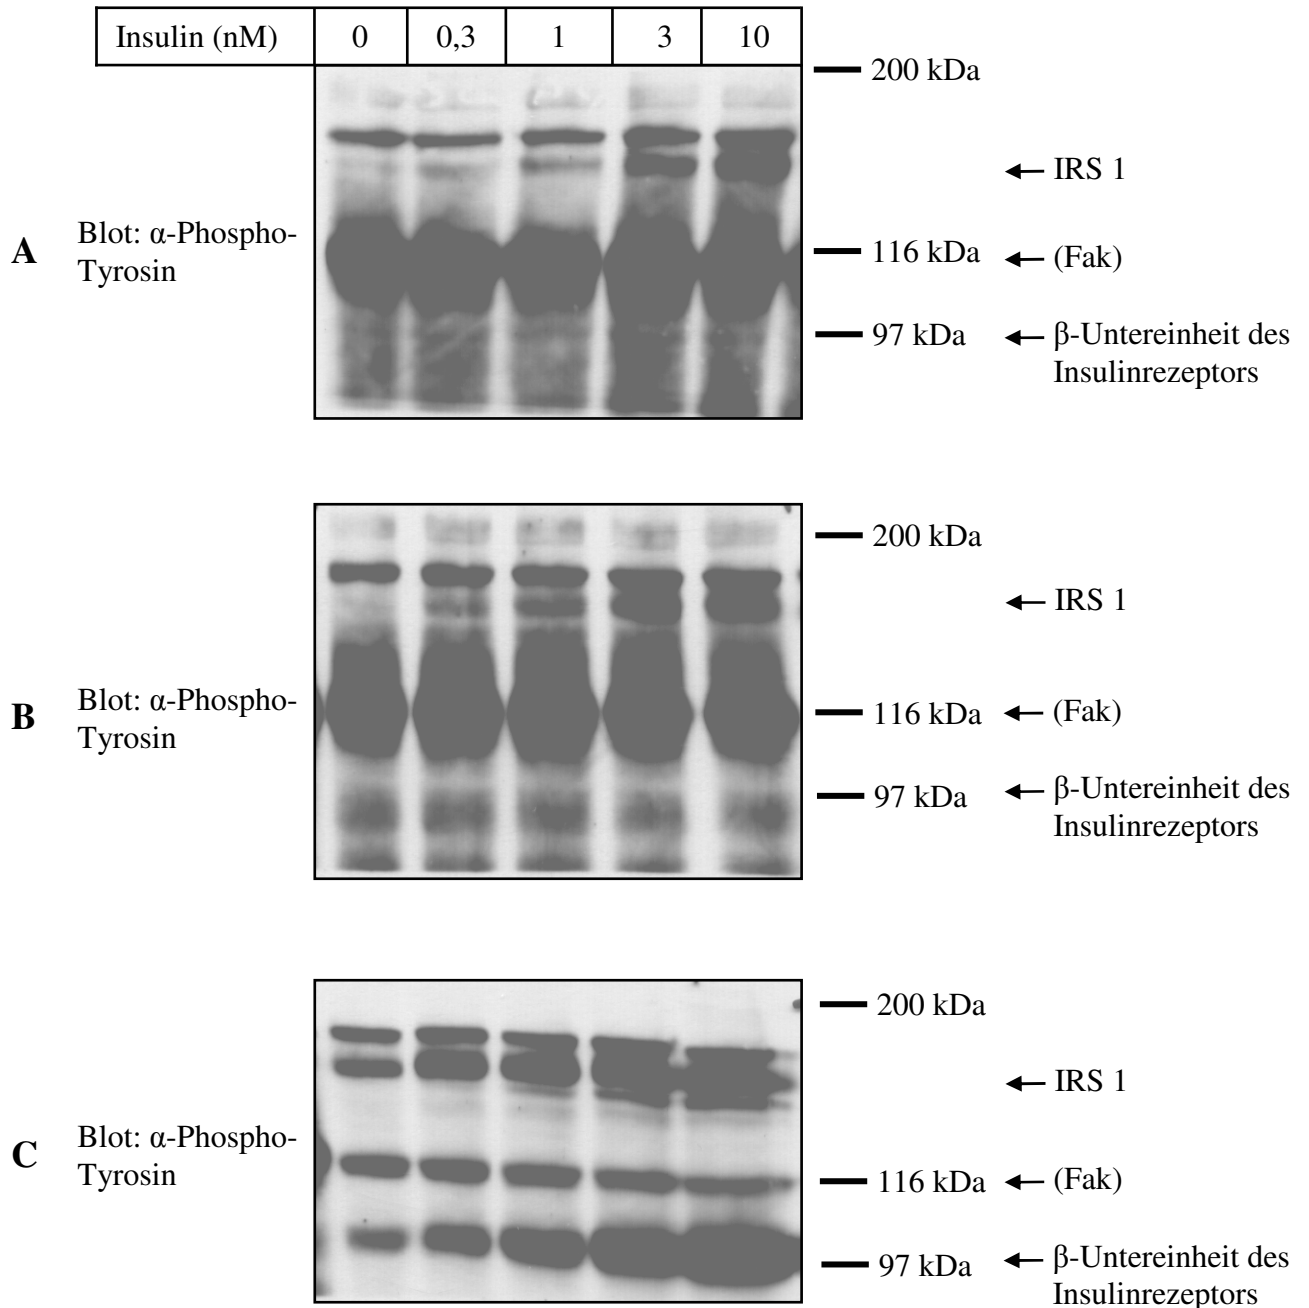 Insulin (nM) 0 0,3 1 3 10
200 kDa
IRS 1
A
Blot: α-Phospho-
Tyrosin
116 kDa (Fak)
97 kDa β-Untereinheit des
Insulinrezeptors
200 kDa
IRS 1
B
Blot: α-Phospho-
Tyrosin
116 kDa (Fak)
97 kDa β-Untereinheit des
Insulinrezeptors
200 kDa
IRS 1
C
Blot: α-Phospho-
Tyrosin
116 kDa (Fak)
97 kDa β-Untereinheit des
Insulinrezeptors